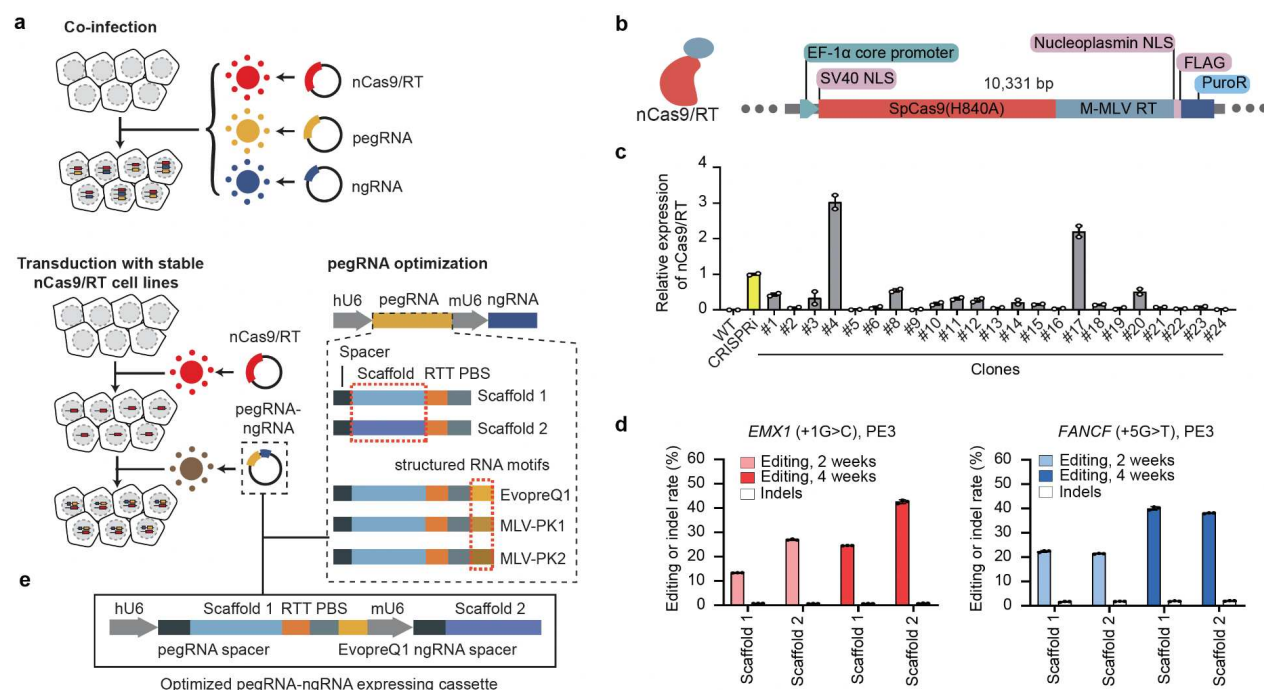 a
Co-infection
nCas9/RT
pegRNA
ngRNA
Transduction with stable
nCas9/RT cell lines
nCas9/RT
pegRNA-
ngRNA
pegRNA optimization
hU6
pegRNA
mU6
ngRNA
Spacer
Scaffold
RTT PBS
Scaffold 1
Scaffold 2
structured RNA motifs
EvopreQ1
MLV-PK1
MLV-PK2
b
nCas9/RT
EF-1α core promoter
SV40 NLS
10,331 bp
Nucleoplasmin NLS
FLAG
PuroR
SpCas9(H840A)
M-MLV RT
c
Relative expression
of nCas9/RT
4
3
2
1
0
WT
CRISPRi
#1
#2
#3
#4
#5
#6
#8
#9
#10
#11
#12
#13
#14
#15
#16
#17
#18
#19
#20
#21
#22
#23
#24
Clones
d
EMX1 (+1G>C), PE3
Editing or indel rate (%)
50
40
30
20
10
0
Editing, 2 weeks
Editing, 4 weeks
Indels
Scaffold 1
Scaffold 2
Scaffold 1
Scaffold 2
FANCF (+5G>T), PE3
Editing or indel rate (%)
50
40
30
20
10
0
Editing, 2 weeks
Editing, 4 weeks
Indels
Scaffold 1
Scaffold 2
Scaffold 1
Scaffold 2
e
hU6
Scaffold 1
RTT PBS
mU6
Scaffold 2
pegRNA spacer
EvopreQ1 ngRNA spacer
Optimized pegRNA-ngRNA expressing cassette